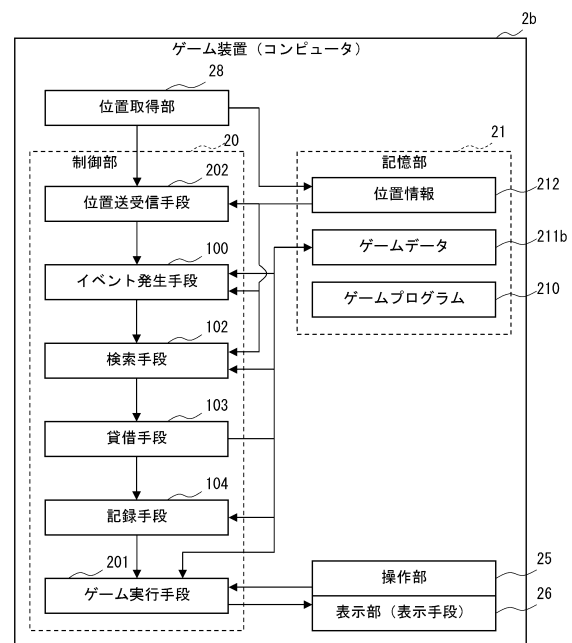 2b
ゲーム装置（コンピュータ）
28
位置取得部
20
制御部
202
位置送受信手段
100
イベント発生手段
102
検索手段
103
貸借手段
104
記録手段
201
ゲーム実行手段
21
記憶部
位置情報
212
ゲームデータ
211b
ゲームプログラム
210
操作部
25
表示部（表示手段）
26